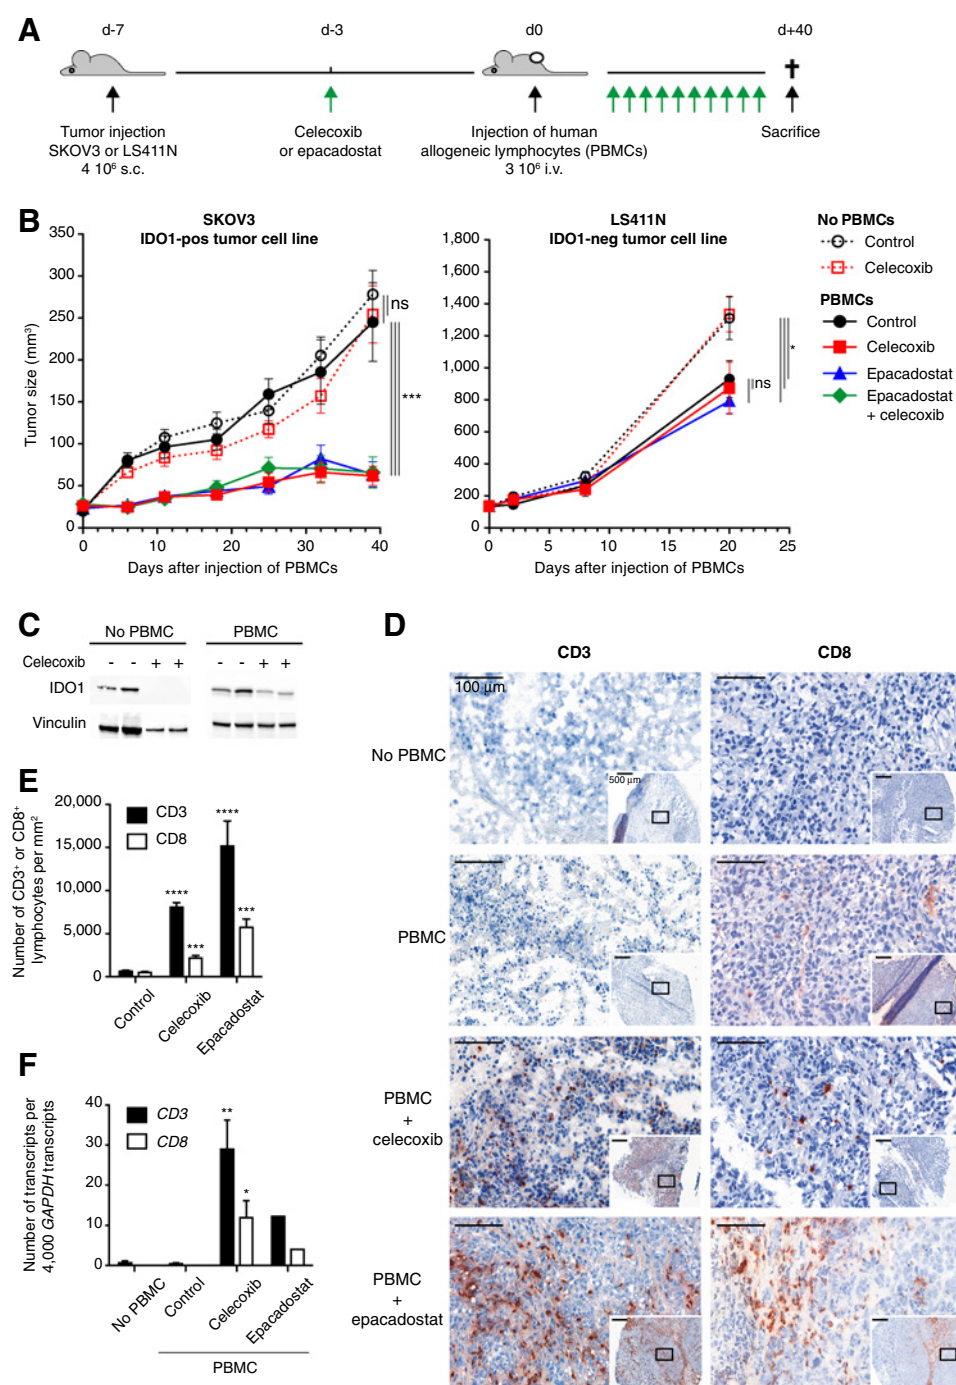 A
d-7
d-3
d0
d+40
Tumor injection
SKOV3 or LS411N
4 10⁶ s.c.
Celecoxib
or epacadostat
Injection of human
allogeneic lymphocytes (PBMCs)
3 10⁶ i.v.
Sacrifice
B
SKOV3
IDO1-pos tumor cell line
Tumor size (mm³)
350
300
250
200
150
100
50
0
0
10
20
30
40
Days after injection of PBMCs
ns
***
LS411N
IDO1-neg tumor cell line
1,800
1,600
1,400
1,200
1,000
800
600
400
200
0
0
5
10
15
20
25
Days after injection of PBMCs
*
ns
No PBMCs
Control
Celecoxib
PBMCs
Control
Celecoxib
Epacadostat
Epacadostat
+ celecoxib
C
No PBMC
PBMC
Celecoxib - - + + - - + +
IDO1
Vinculin
D
CD3
CD8
100 µm
500 µm
No PBMC
PBMC
PBMC
+
celecoxib
PBMC
+
epacadostat
E
Number of CD3⁺ or CD8⁺
lymphocytes per mm²
20,000
15,000
10,000
5,000
0
CD3
CD8
****
***
****
***
Control
Celecoxib
Epacadostat
F
Number of transcripts per
4,000 GAPDH transcripts
40
30
20
10
0
CD3
CD8
**
*
No PBMC
Control
Celecoxib
Epacadostat
PBMC